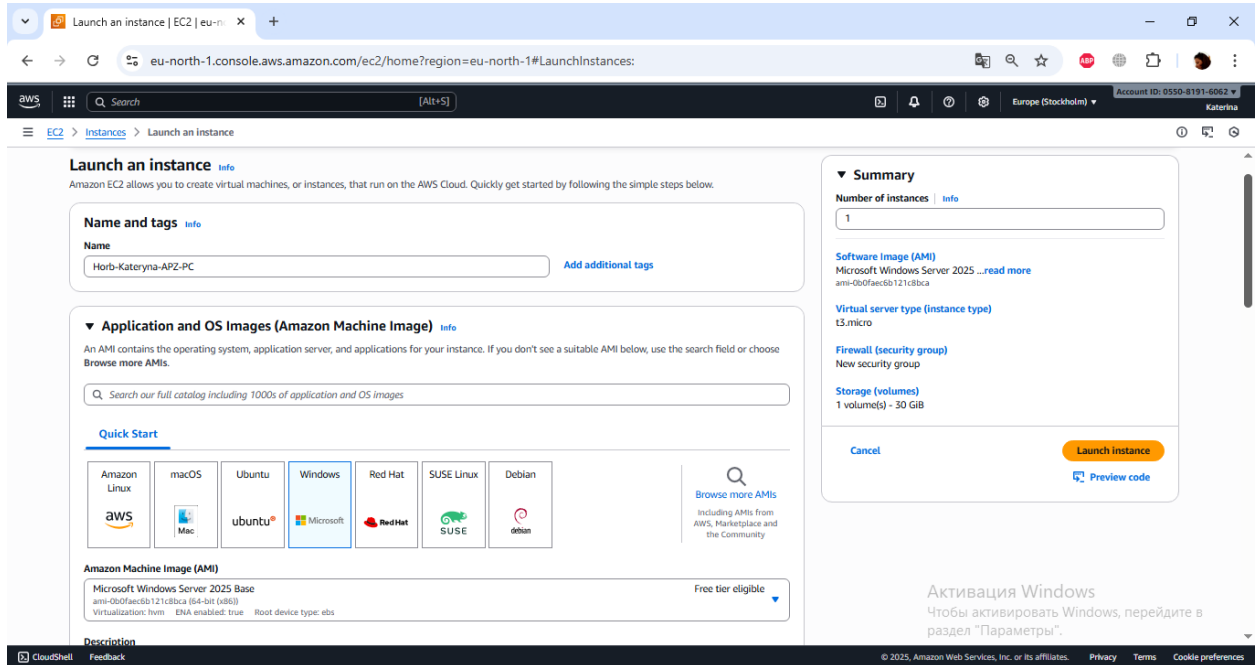 Launch an instance | EC2 | eu-n
eu-north-1.console.aws.amazon.com/ec2/home?region=eu-north-1#LaunchInstances:
ABP
aws
Search
[Alt+S]
Europe (Stockholm)
Account ID: 0550-8191-6062
Katerina
EC2 > Instances > Launch an instance
Launch an instance Info
Amazon EC2 allows you to create virtual machines, or instances, that run on the AWS Cloud. Quickly get started by following the simple steps below.
Name and tags Info
Name
Horb-Kateryna-APZ-PC
Add additional tags
Application and OS Images (Amazon Machine Image) Info
An AMI contains the operating system, application server, and applications for your instance. If you don't see a suitable AMI below, use the search field or choose
Browse more AMIs.
Search our full catalog including 1000s of application and OS images
Quick Start
Amazon
Linux
aws
macOS
Mac
Ubuntu
ubuntu®
Windows
Microsoft
Red Hat
Red Hat
SUSE Linux
SUSE
Debian
debian
Browse more AMIs
Including AMIs from
AWS, Marketplace and
the Community
Amazon Machine Image (AMI)
Microsoft Windows Server 2025 Base
Free tier eligible
ami-0b0faec6b121c8bca (64-bit (x86))
Virtualization: hvm ENA enabled: true Root device type: ebs
Description
Summary
Number of instances | Info
1
Software Image (AMI)
Microsoft Windows Server 2025 ...read more
ami-0b0faec6b121c8bca
Virtual server type (instance type)
t3.micro
Firewall (security group)
New security group
Storage (volumes)
1 volume(s) - 30 GiB
Cancel
Launch instance
Preview code
Активация Windows
Чтобы активировать Windows, перейдите в
раздел "Параметры".
CloudShell Feedback
© 2025, Amazon Web Services, Inc. or its affiliates. Privacy Terms Cookie preferences